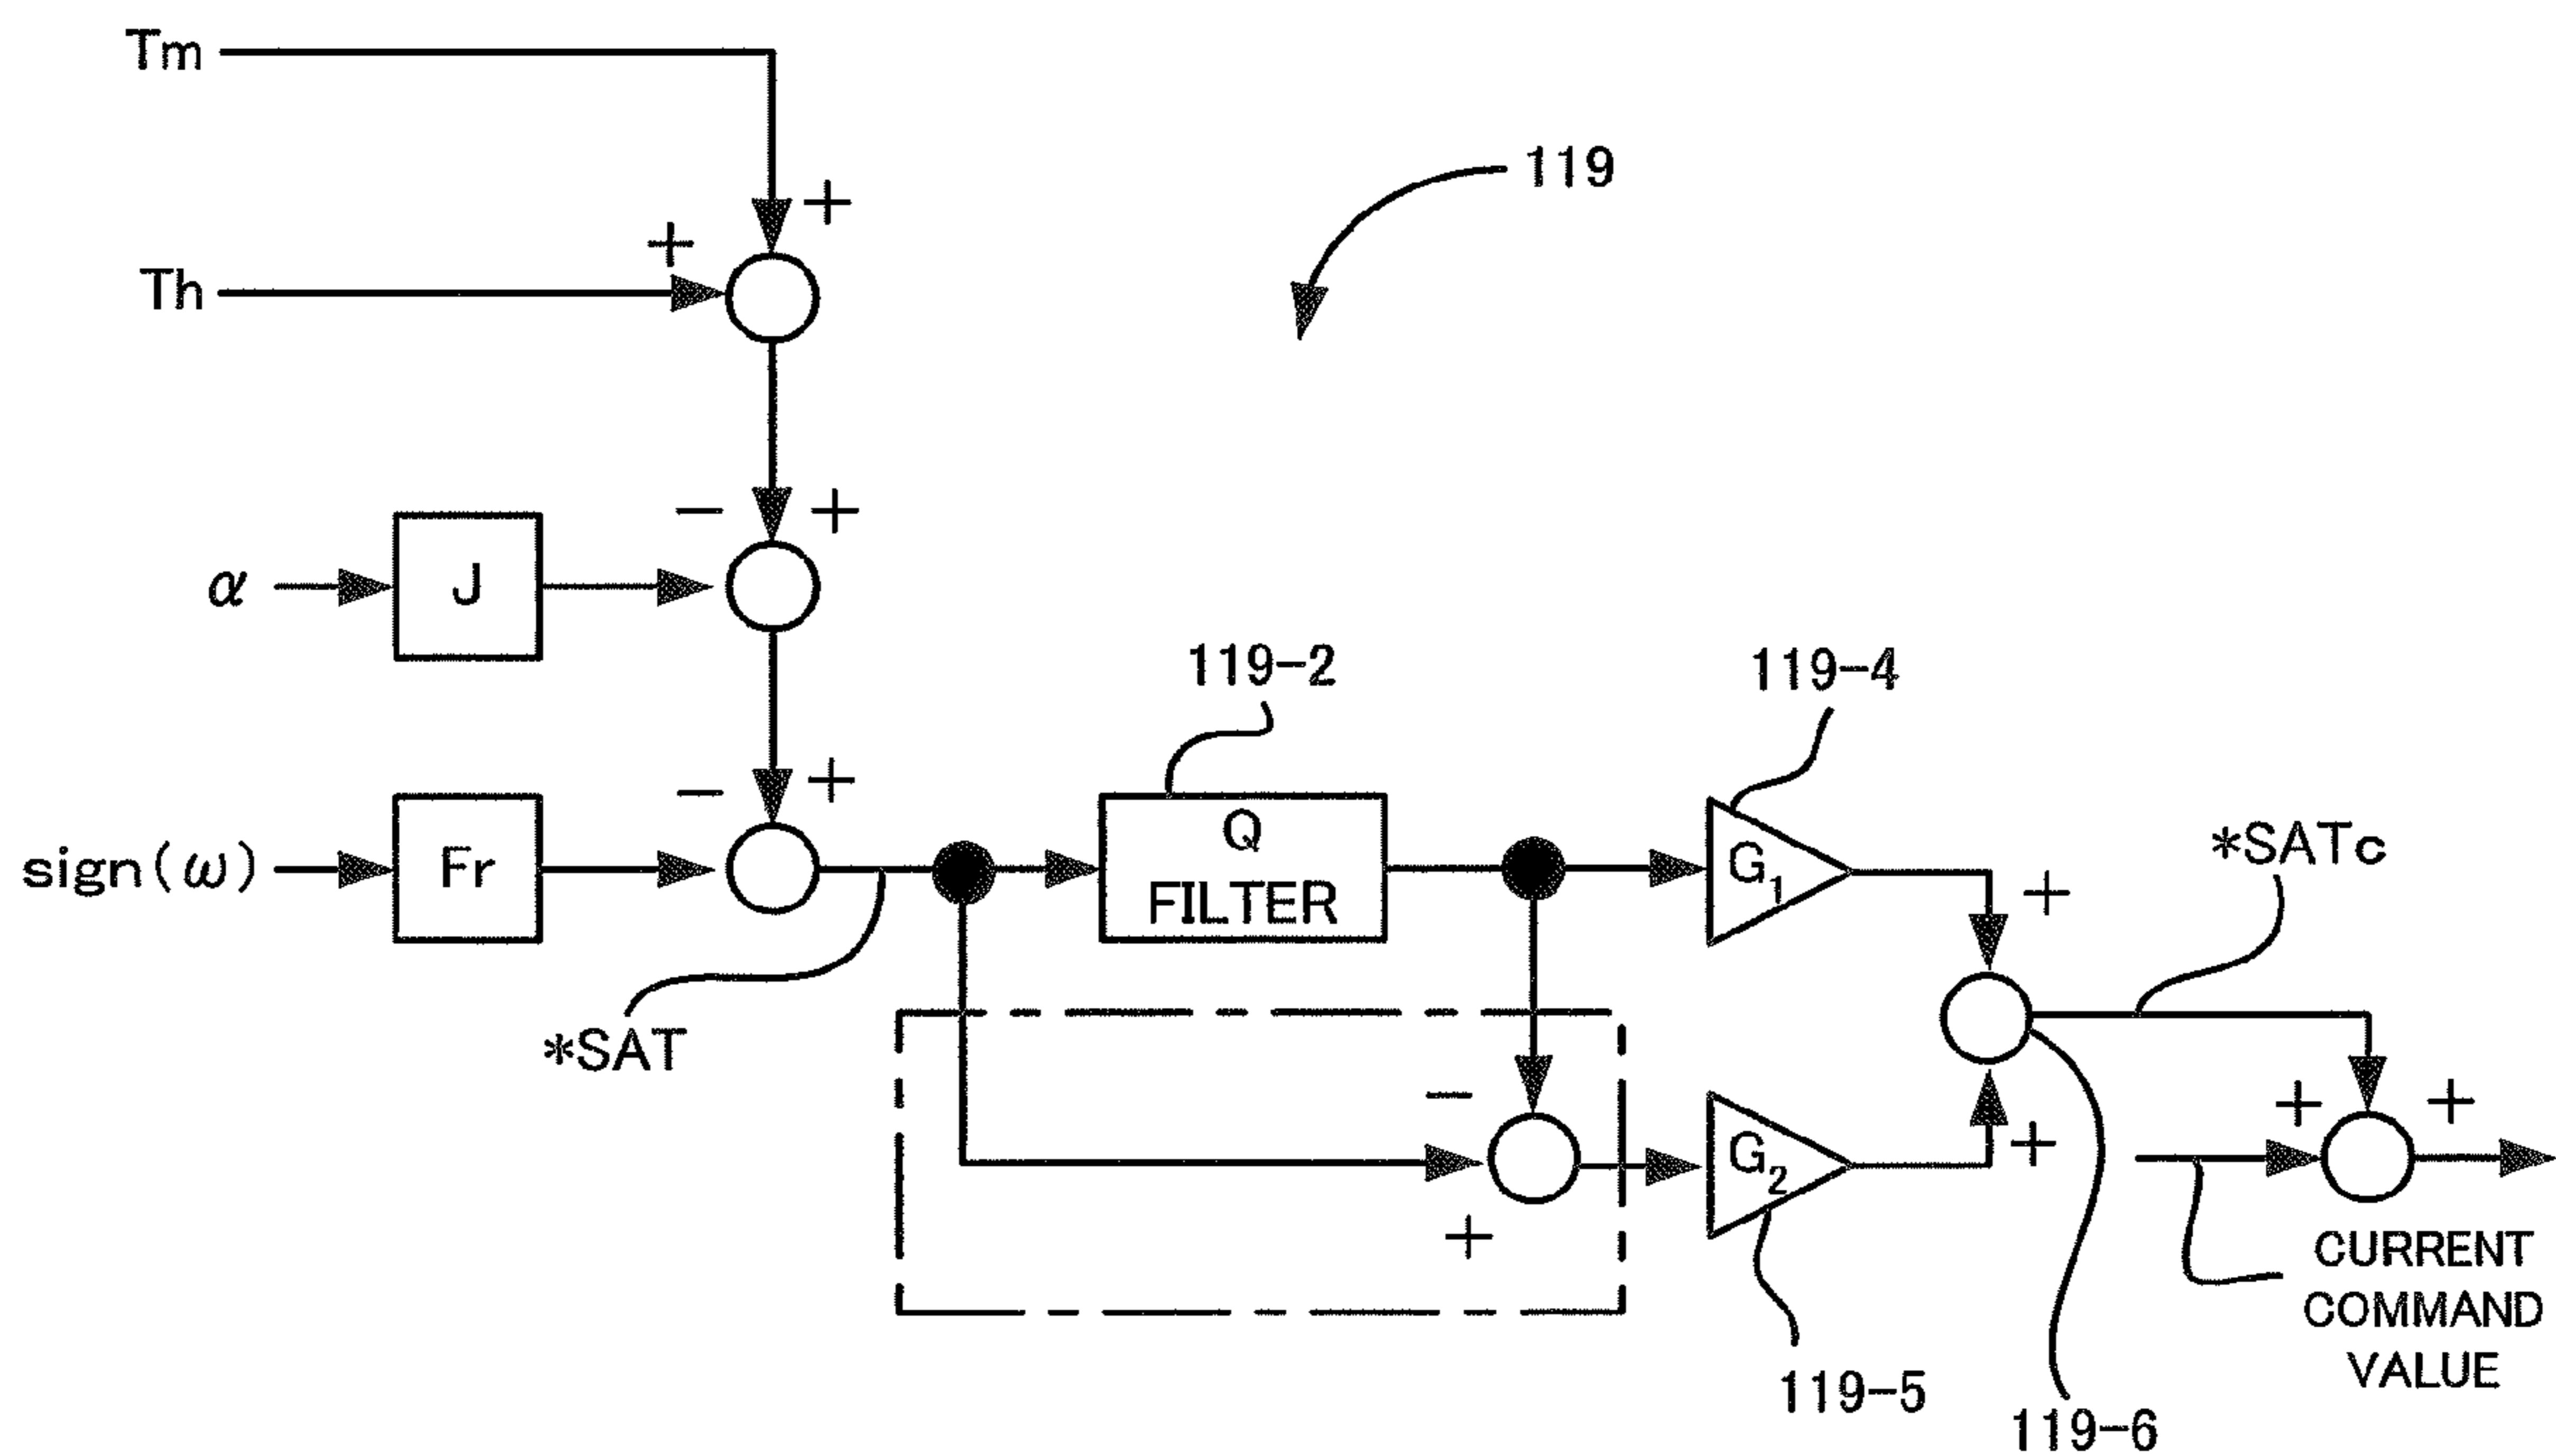 Tm
119
Th
α
J
119-2
119-4
sign(ω)
Fr
Q
FILTER
G1
*SATc
*SAT
G2
CURRENT
COMMAND
VALUE
119-5
119-6
+
+
−
+
−
+
+
−
+
+
+
+